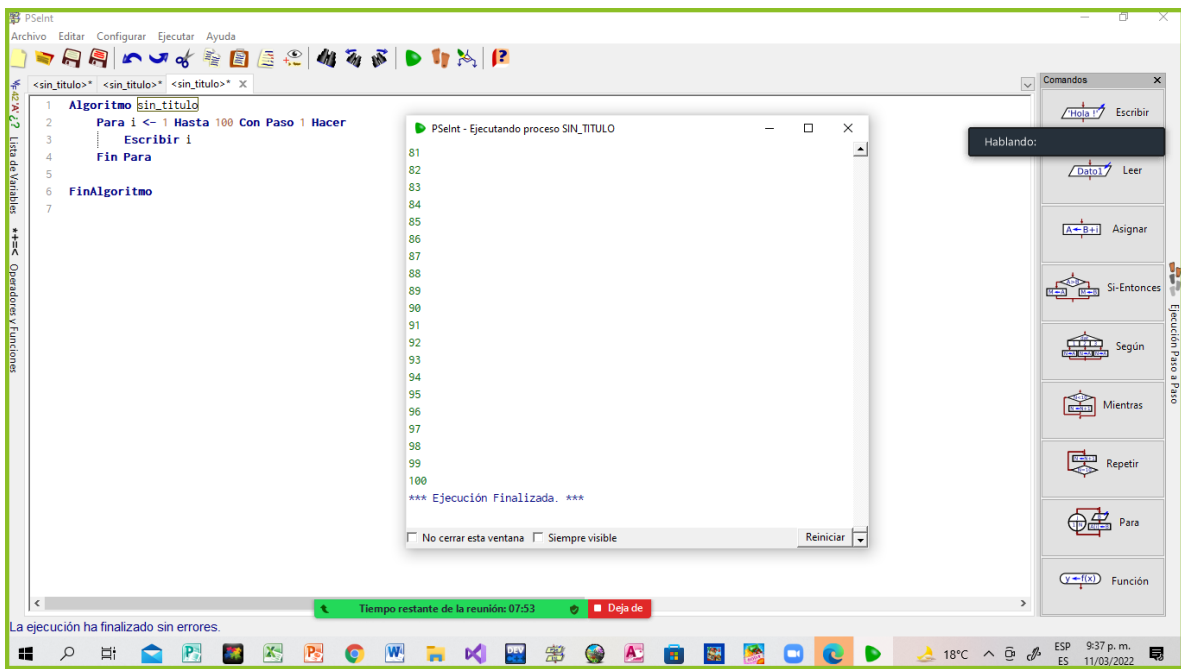 PSeInt
Archivo Editar Configurar Ejecutar Ayuda
<sin_titulo>* <sin_titulo>* <sin_titulo>* X
1 Algoritmo sin_titulo
2 Para i <- 1 Hasta 100 Con Paso 1 Hacer
3 Escribir i
4 Fin Para
5
6 FinAlgoritmo
7
*+=< Operadores y Funciones
42 'A' ¿? Lista de Variables
PSeInt - Ejecutando proceso SIN_TITULO
81
82
83
84
85
86
87
88
89
90
91
92
93
94
95
96
97
98
99
100
*** Ejecución Finalizada. ***
No cerrar esta ventana Siempre visible Reiniciar
Hablando:
Comandos x
'Hola !' Escribir
Dato1 Leer
A←B+i Asignar
Si-Entonces
Según
Mientras
Repetir
Para
y←f(x) Función
Ejecución Paso a Paso
Tiempo restante de la reunión: 07:53 Deja de
La ejecución ha finalizado sin errores.
DEV
18°C ESP 9:37 p. m.
ES 11/03/2022